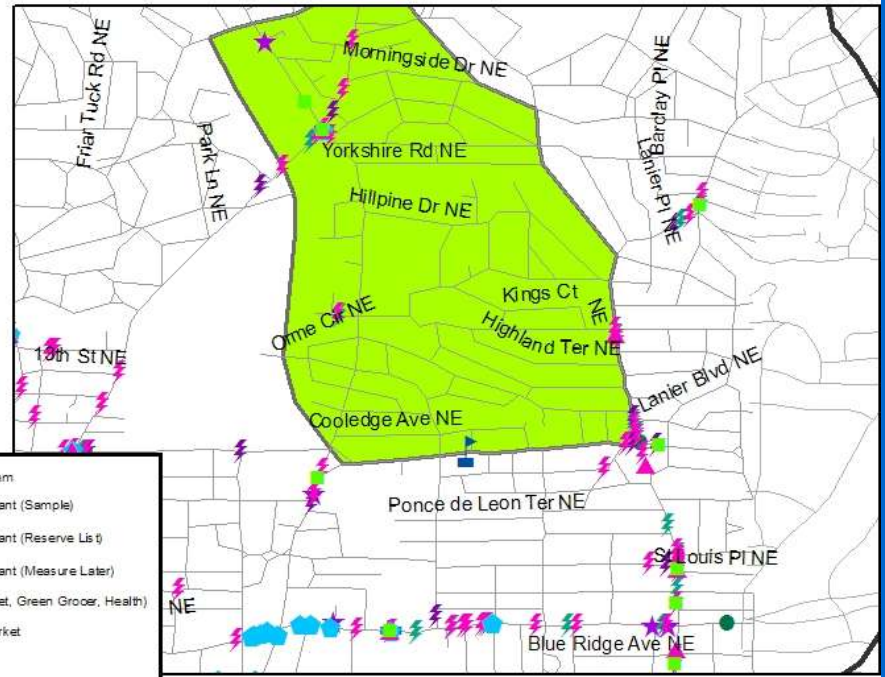 Friar Tuck Rd NE
Park Ln NE
Morningside Dr NE
Yorkshire Rd NE
Hillpine Dr NE
Barclay Pl NE
Lanier Pl NE
Kings Ct
NE
Orme Cir NE
Highland Ter NE
13th St NE
Lanier Blvd NE
Cooledge Ave NE
Ponce de Leon Ter NE
St Louis Pl NE
NE
Blue Ridge Ave NE
ant (Sample)
ant (Reserve List)
ant (Measure Later)
et, Green Grocer, Health)
rket